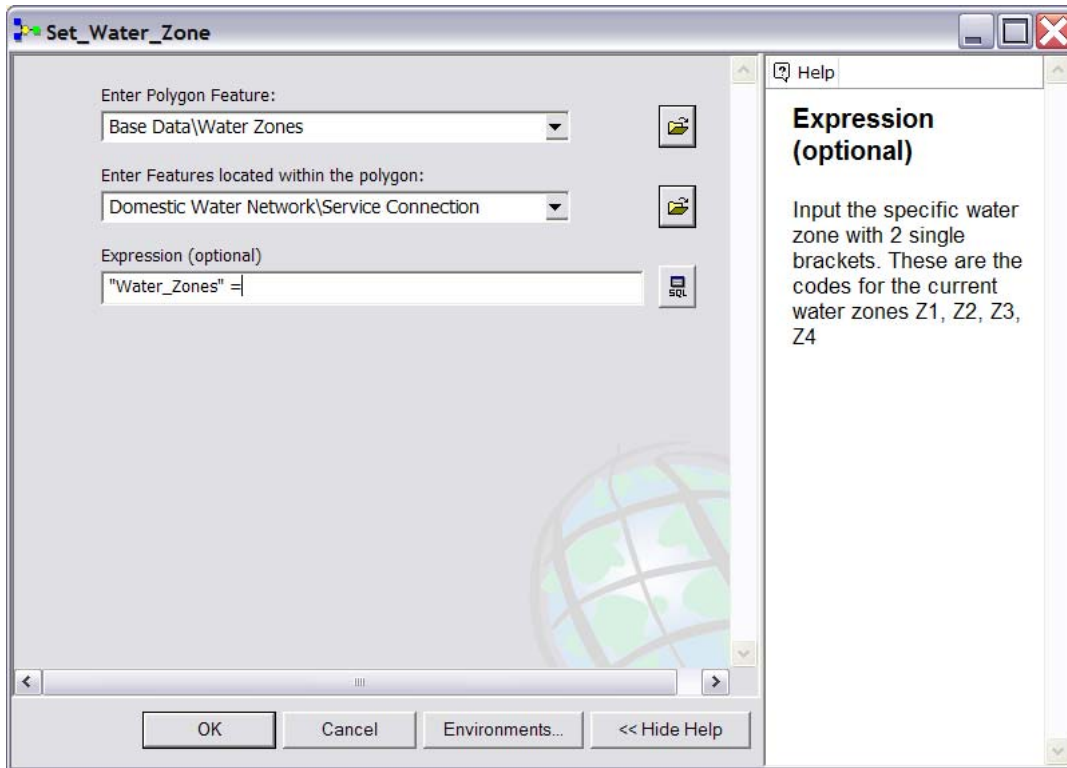 Set_Water_Zone
Enter Polygon Feature:
Base Data\Water Zones
Enter Features located within the polygon:
Domestic Water Network\Service Connection
Expression (optional)
"Water_Zones" =
SQL
OK
Cancel
Environments...
<< Hide Help
Help
Expression
(optional)
Input the specific water
zone with 2 single
brackets. These are the
codes for the current
water zones Z1, Z2, Z3,
Z4